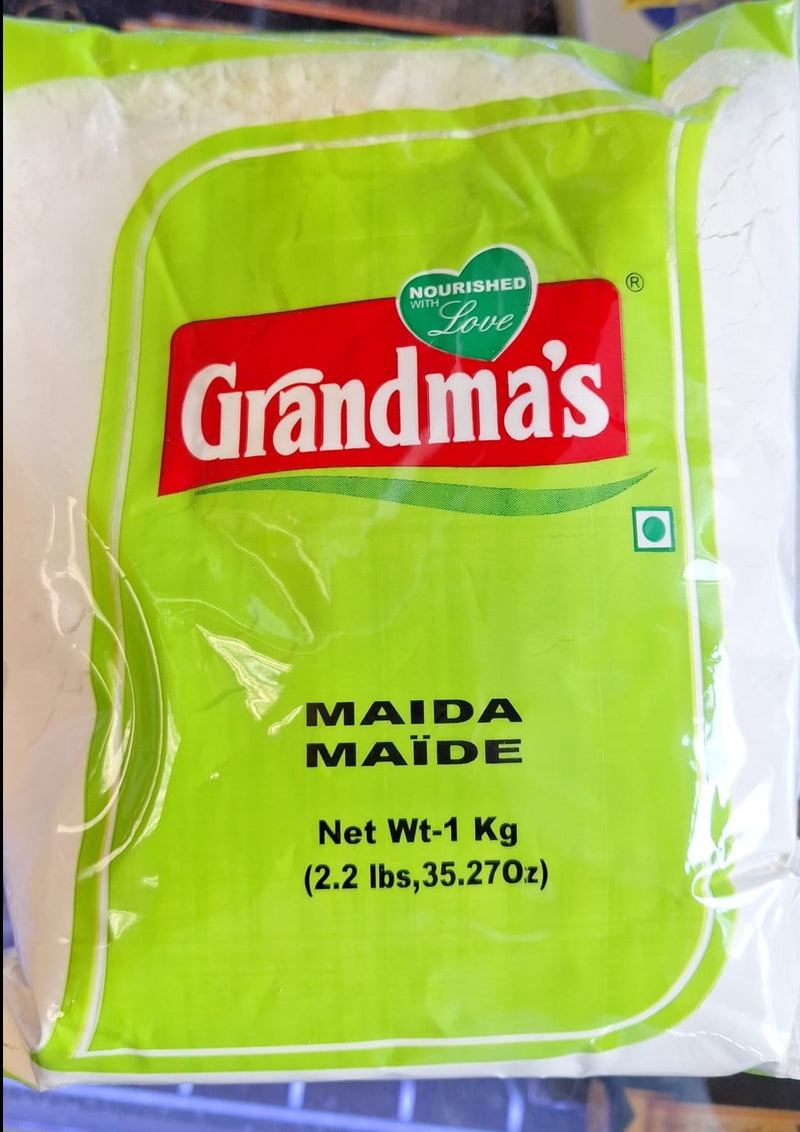 NOURISHED
WITH
Love
®
Grandma's
MAIDA
MAÏDE
Net Wt-1 Kg
(2.2 lbs,35.27Oz)